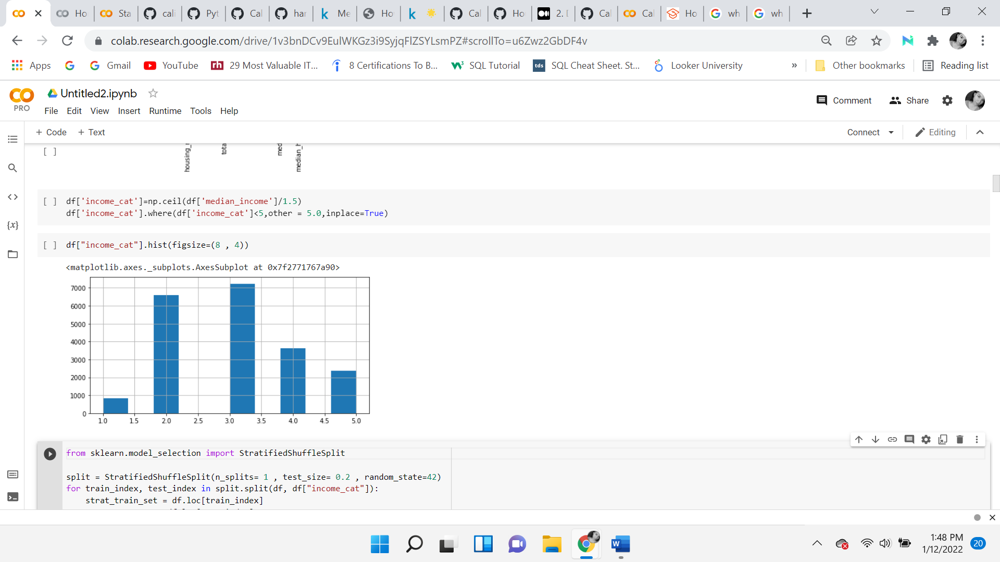 Ho
Sta
cali
Pyt
Cal
har
Me
Ho
Cal
Ho
2. [
Cal
Cal
Ho
wh
wh
colab.research.google.com/drive/1v3bnDCv9EulWKGz3i9SyjqFlZSYLsmPZ#scrollTo=u6Zwz2GbDF4v
Apps
Gmail
YouTube
rh 29 Most Valuable IT...
8 Certifications To B...
SQL Tutorial
tds SQL Cheat Sheet. St...
Looker University
»
Other bookmarks
Reading list
PRO
Untitled2.ipynb
File Edit View Insert Runtime Tools Help
Comment
Share
+ Code + Text
Connect
Editing
[ ]
tota
med
[ ] df['income_cat']=np.ceil(df['median_income']/1.5)
df['income_cat'].where(df['income_cat']<5,other = 5.0,inplace=True)
{x}
[ ] df["income_cat"].hist(figsize=(8 , 4))
<matplotlib.axes._subplots.AxesSubplot at 0x7f2771767a90>
7000
6000
5000
4000
3000
2000
1000
0
1.0 1.5 2.0 2.5 3.0 3.5 4.0 4.5 5.0
from sklearn.model_selection import StratifiedShuffleSplit
split = StratifiedShuffleSplit(n_splits= 1 , test_size= 0.2 , random_state=42)
for train_index, test_index in split.split(df, df["income_cat"]):
strat_train_set = df.loc[train_index]
W
1:48 PM
1/12/2022
20